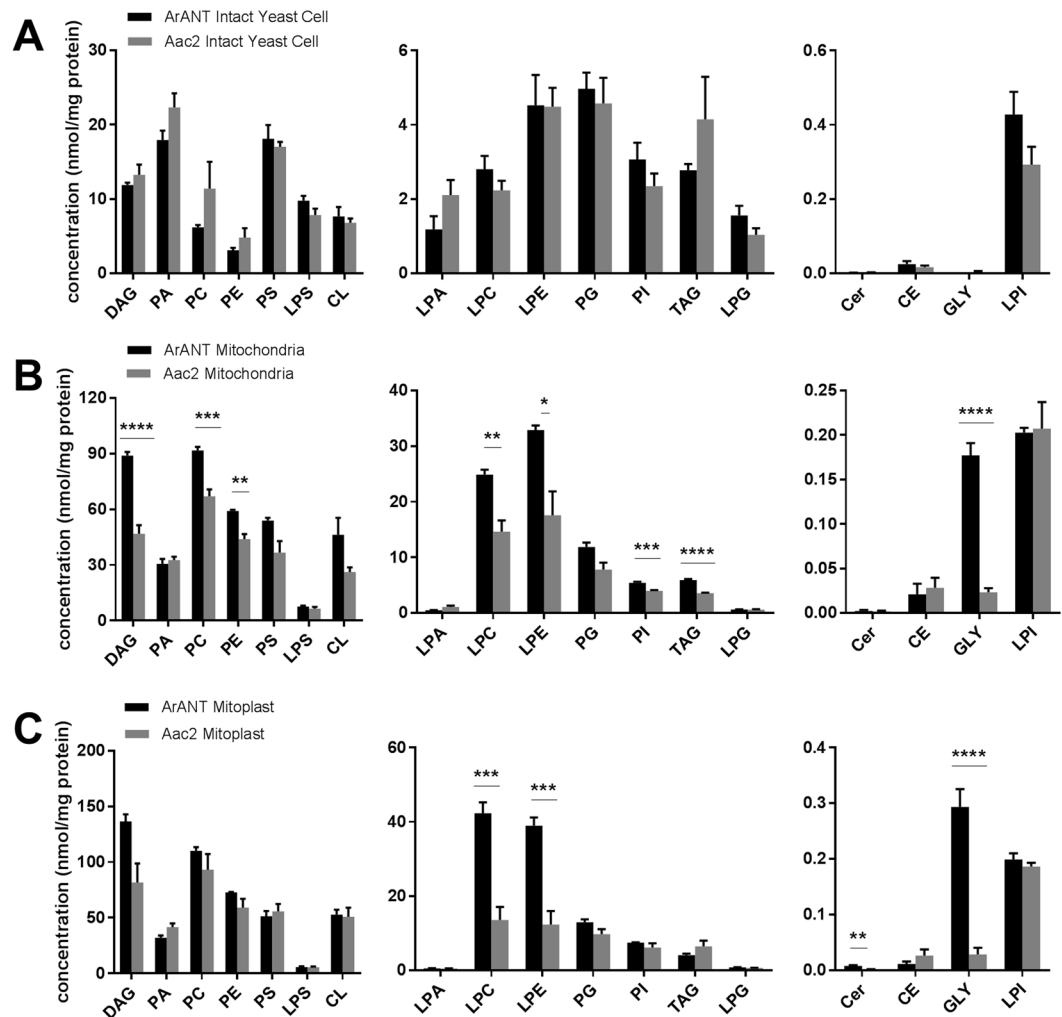 A
ArANT Intact Yeast Cell
Aac2 Intact Yeast Cell
concentration (nmol/mg protein)
30
20
10
0
DAG PA PC PE PS LPS CL
6
4
2
0
LPA LPC LPE PG PI TAG LPG
0.6
0.4
0.2
0.0
Cer CE GLY LPI
B
ArANT Mitochondria
Aac2 Mitochondria
concentration (nmol/mg protein)
120
90
60
30
0
**** *** **
DAG PA PC PE PS LPS CL
40
30
20
10
0
** * *** ****
LPA LPC LPE PG PI TAG LPG
0.25
0.20
0.15
0.10
0.05
0.00
****
Cer CE GLY LPI
C
ArANT Mitoplast
Aac2 Mitoplast
concentration (nmol/mg protein)
200
150
100
50
0
DAG PA PC PE PS LPS CL
60
40
20
0
*** ***
LPA LPC LPE PG PI TAG LPG
0.4
0.3
0.2
0.1
0.0
** ****
Cer CE GLY LPI